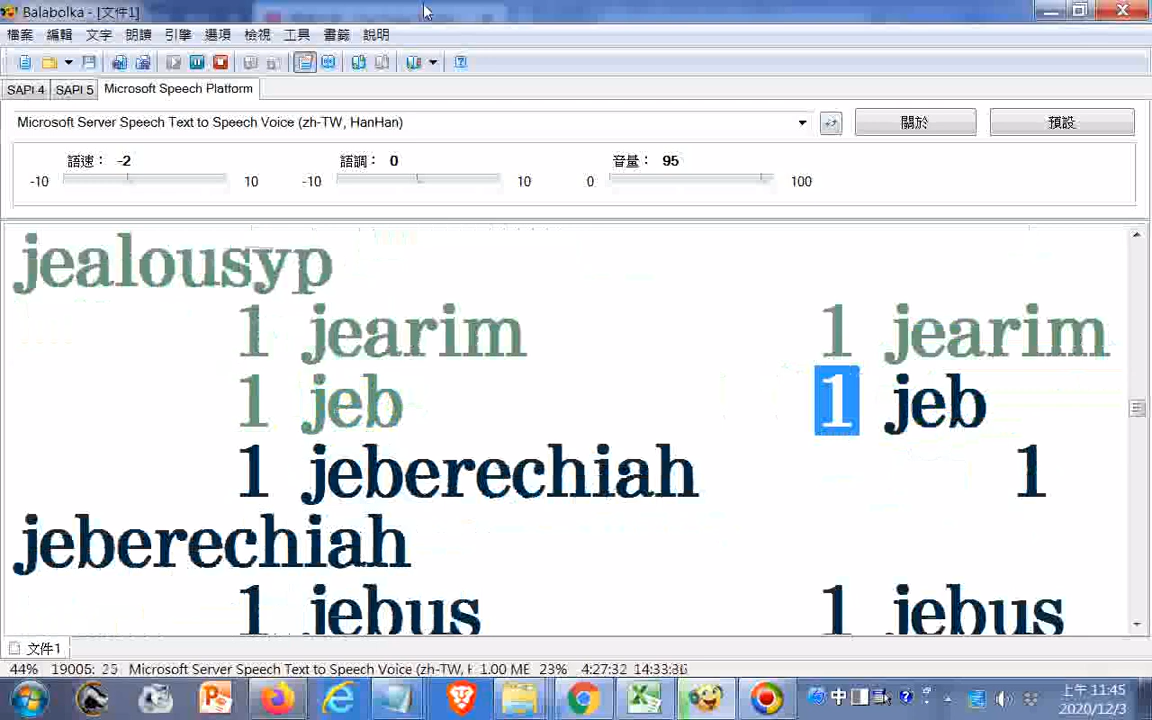 Balabolka - [文件1]
檔案 編輯 文字 朗讀 引擎 選項 檢視 工具 書籤 說明
SAPI 4 SAPI 5 Microsoft Speech Platform
Microsoft Server Speech Text to Speech Voice (zh-TW, HanHan) 關於 預設
語速： -2 語調： 0 音量： 95
-10 10 -10 10 0 100
jealousyp
1 jearim 1 jearim
1 jeb 1 jeb
1 jeberechiah 1
jeberechiah
1 jebus 1 jebus
文件1
44% 19005: 25 Microsoft Server Speech Text to Speech Voice (zh-TW, 1.00 ME 23% 4:27:32 14:33:36
中 上午 11:45
2020/12/3